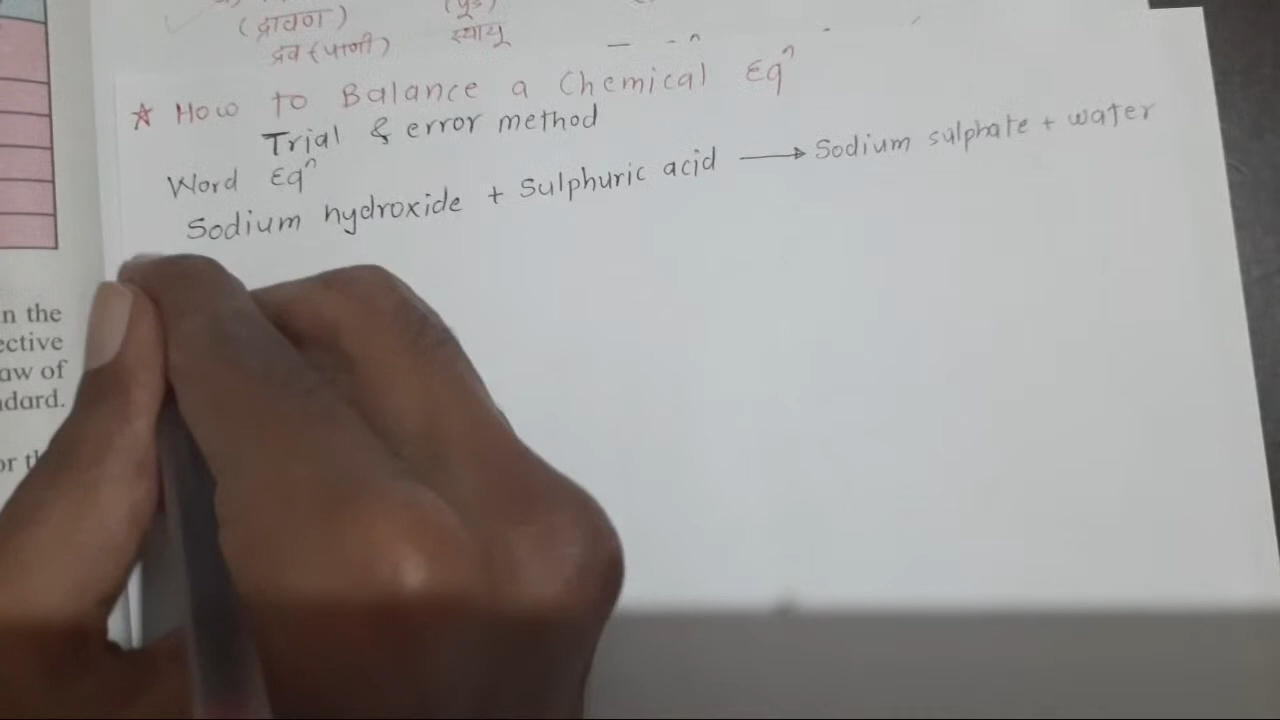 (द्रावण)
द्रव (पाणी)
स्थायू
☆ How to Balance a Chemical Eqⁿ
Trial & error method
Word Eqⁿ
Sodium hydroxide + Sulphuric acid → Sodium sulphate + water
n the
ective
aw of
dard.